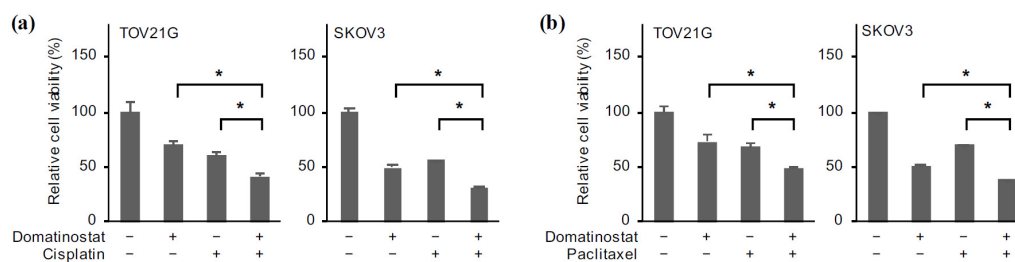 (a)
TOV21G
SKOV3
Relative cell viability (%)
150
100
50
0
*
*
150
100
50
0
*
*
Domatinostat − + − + − + − +
Cisplatin − − + + − − + +
(b)
TOV21G
SKOV3
Relative cell viability (%)
150
100
50
0
*
*
150
100
50
0
*
*
Domatinostat − + − + − + − +
Paclitaxel − − + + − − + +